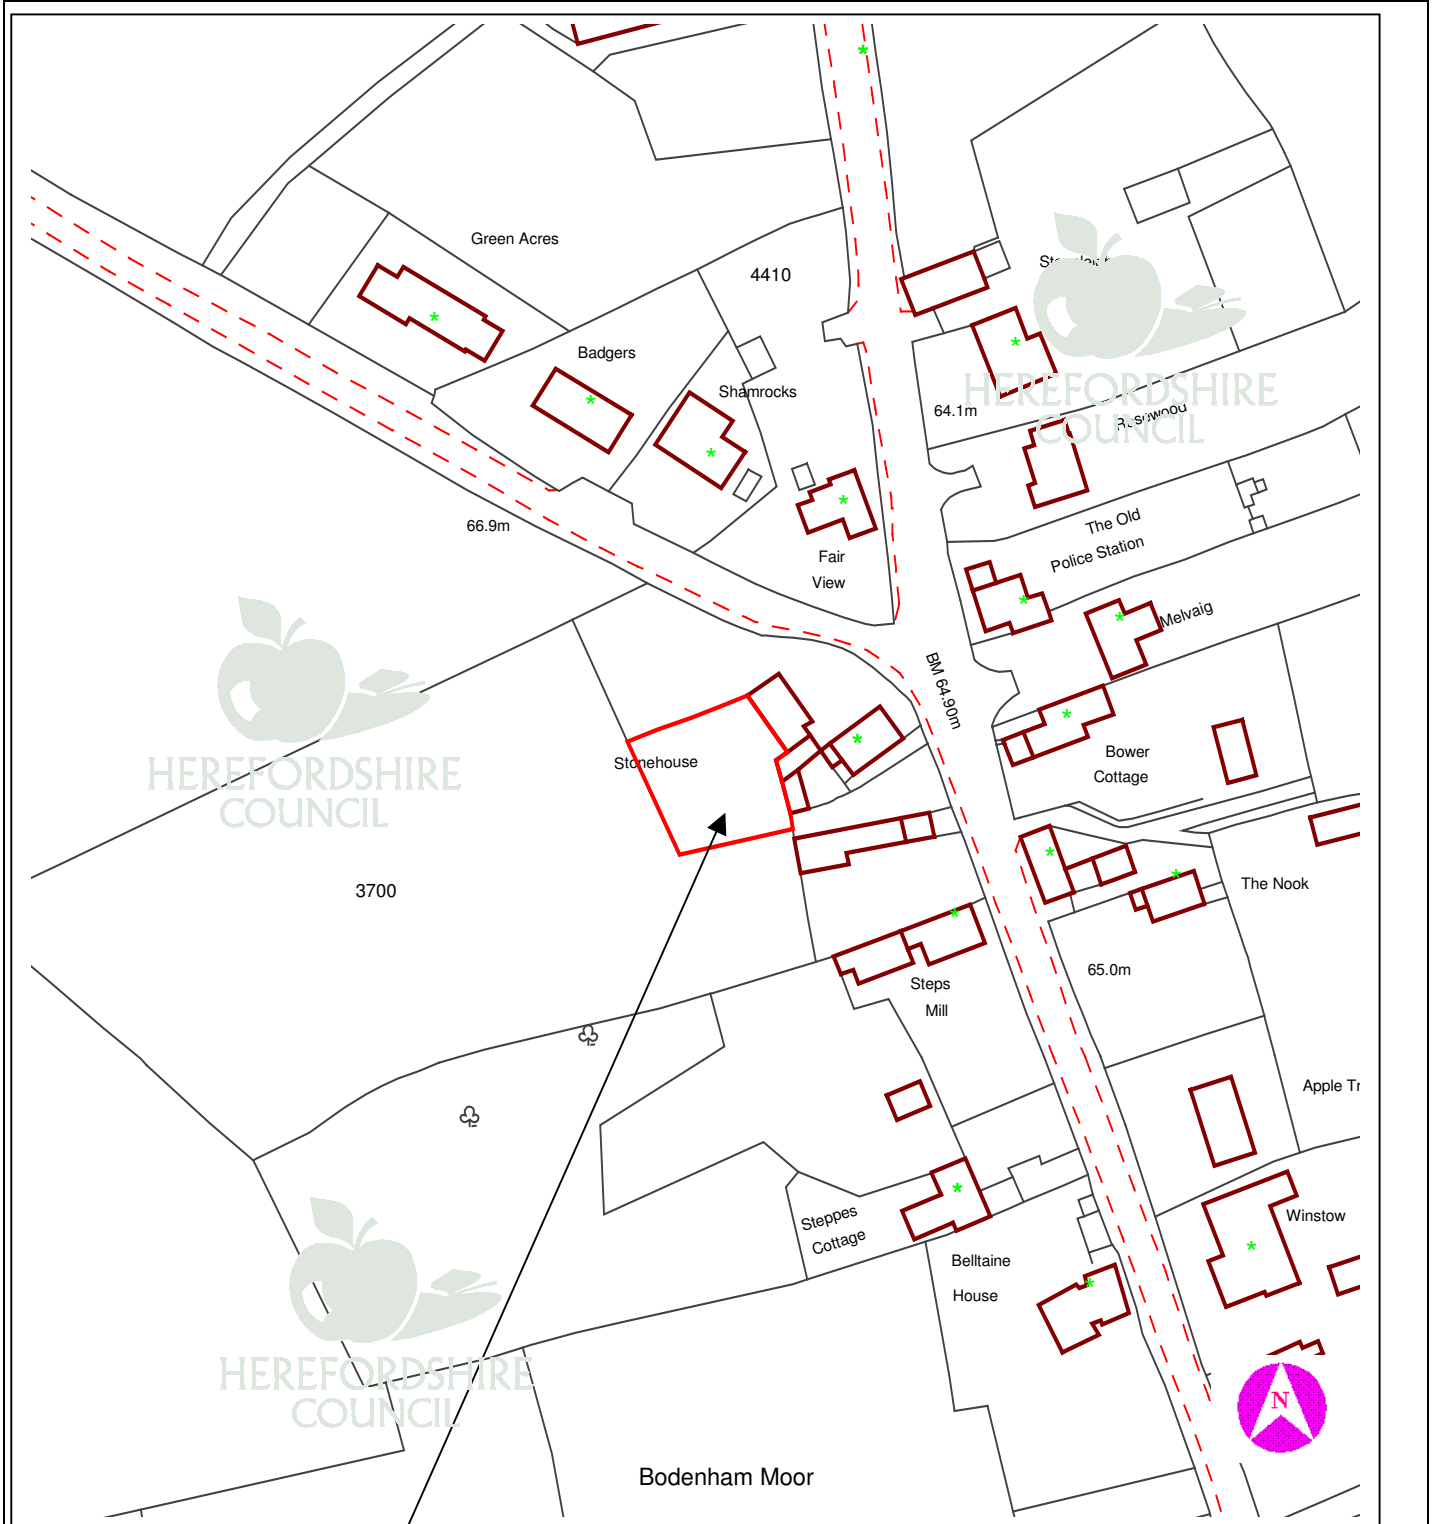 Green Acres
4410
Badgers
Shamrocks
HEREFORDSHIRE
COUNCIL
64.1m
Rosewood
66.9m
The Old
Police Station
Fair
View
Melvaig
BM 64.90m
HEREFORDSHIRE
COUNCIL
Stonehouse
Bower
Cottage
3700
The Nook
65.0m
Steps
Mill
Apple Tr
Steppes
Cottage
Winstow
Belltaine
House
HEREFORDSHIRE
COUNCIL
N
Bodenham Moor